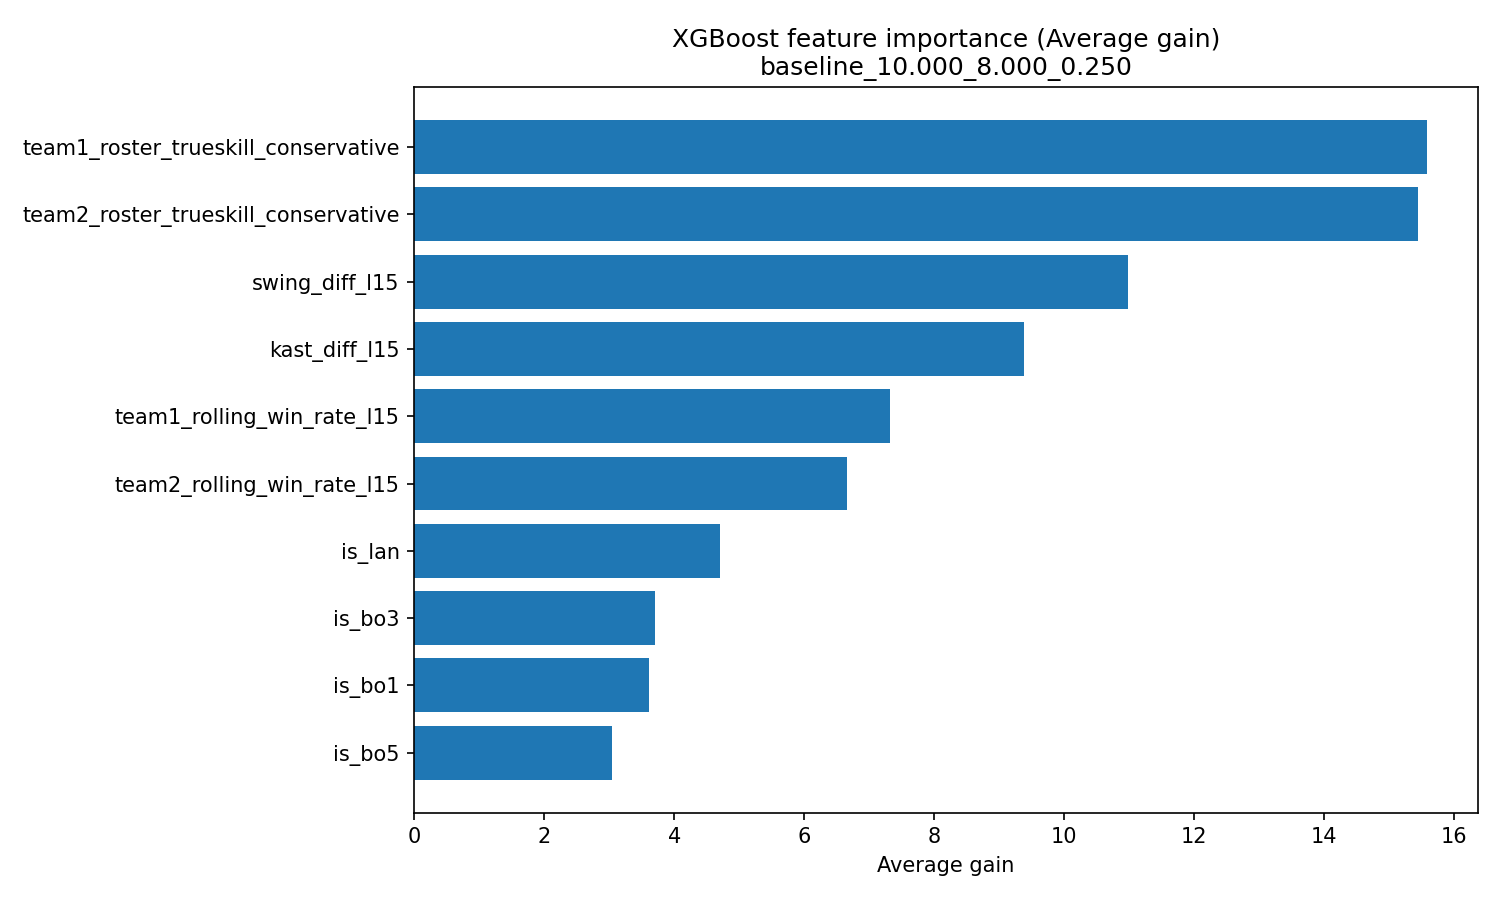 XGBoost feature importance (Average gain)
baseline_10.000_8.000_0.250
team1_roster_trueskill_conservative
team2_roster_trueskill_conservative
swing_diff_l15
kast_diff_l15
team1_rolling_win_rate_l15
team2_rolling_win_rate_l15
is_lan
is_bo3
is_bo1
is_bo5
0 2 4 6 8 10 12 14 16
Average gain